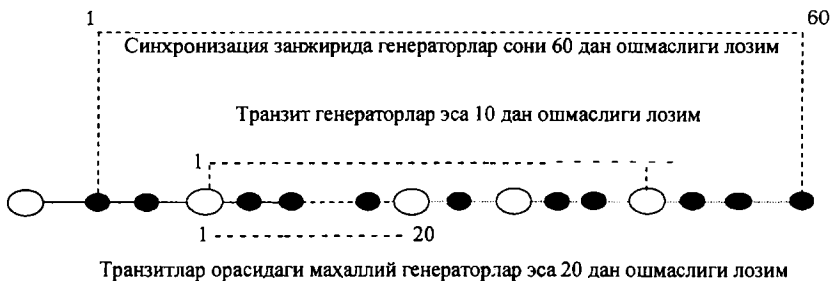 1 60
Синхронизация занжирида генераторлар сони 60 дан ошмаслиги лозим
Транзит генераторлар эса 10 дан ошмаслиги лозим
1
1 20
Транзитлар орасидаги маҳаллий генераторлар эса 20 дан ошмаслиги лозим